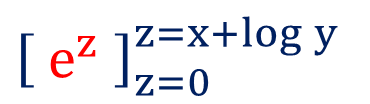 [ e^z ]_{z=0}^{z=x+log y}